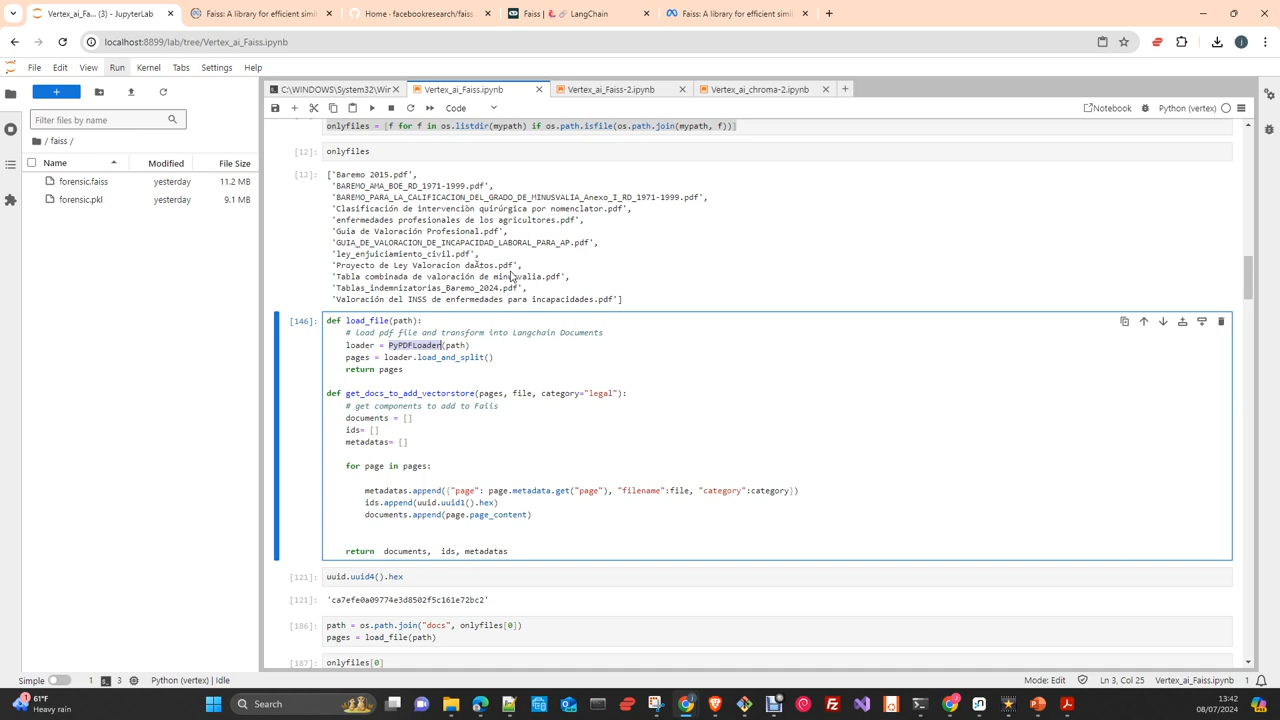 Vertex_ai_Fa... (3) - JupyterLab
Faiss: A library for efficient simil
Home · facebookresearch/faiss
Faiss | 🦜️🔗 LangChain
Faiss: A library for efficient simil
localhost:8899/lab/tree/Vertex_ai_Faiss.ipynb
File Edit View Run Kernel Tabs Settings Help
C:\WINDOWS\System32\Wir
Vertex_ai_Faiss.ipynb
Vertex_ai_Faiss-2.ipynb
Vertex_ai_chroma-2.ipynb
Code
Notebook
Python (vertex)
Filter files by name
/ faiss /
Name Modified File Size
forensic.faiss yesterday 11.2 MB
forensic.pkl yesterday 9.1 MB
onlyfiles = [f for f in os.listdir(mypath) if os.path.isfile(os.path.join(mypath, f))]
[12]: onlyfiles
[12]: ['Baremo 2015.pdf',
'BAREMO_AMA_BOE_RD_1971-1999.pdf',
'BAREMO_PARA_LA_CALIFICACION_DEL_GRADO_DE_MINUSVALIA_Anexo_I_RD_1971-1999.pdf',
'Clasificación de intervenciòn quirúrgica por nomenclator.pdf',
'enfermedades profesionales de los agricultores.pdf',
'Guia de Valoración Profesional.pdf',
'GUIA_DE_VALORACION_DE_INCAPACIDAD_LABORAL_PARA_AP.pdf',
'ley_enjuiciamiento_civil.pdf',
'Proyecto de Ley Valoracion daÃtos.pdf',
'Tabla combinada de valoración de minusvalia.pdf',
'Tablas_indemnizatorias_Baremo_2024.pdf',
'Valoración del INSS de enfermedades para incapacidades.pdf']
[146]: def load_file(path):
# load pdf file and transform into Langchain Documents
loader = PyPDFLoader(path)
pages = loader.load_and_split()
return pages
def get_docs_to_add_vectorstore(pages, file, category="legal"):
# get components to add to Faiis
documents = []
ids= []
metadatas= []
for page in pages:
metadatas.append({"page": page.metadata.get("page"), "filename":file, "category":category})
ids.append(uuid.uuid1().hex)
documents.append(page.page_content)
return documents, ids, metadatas
[121]: uuid.uuid4().hex
[121]: 'ca7efe0a09774e3d8502f5c161e72bc2'
[186]: path = os.path.join("docs", onlyfiles[0])
pages = load_file(path)
[187]: onlyfiles[0]
Simple 1 3 Python (vertex) | Idle
Mode: Edit Ln 3, Col 25 Vertex_ai_Faiss.ipynb 1
61°F
Heavy rain
Search
13:42
08/07/2024